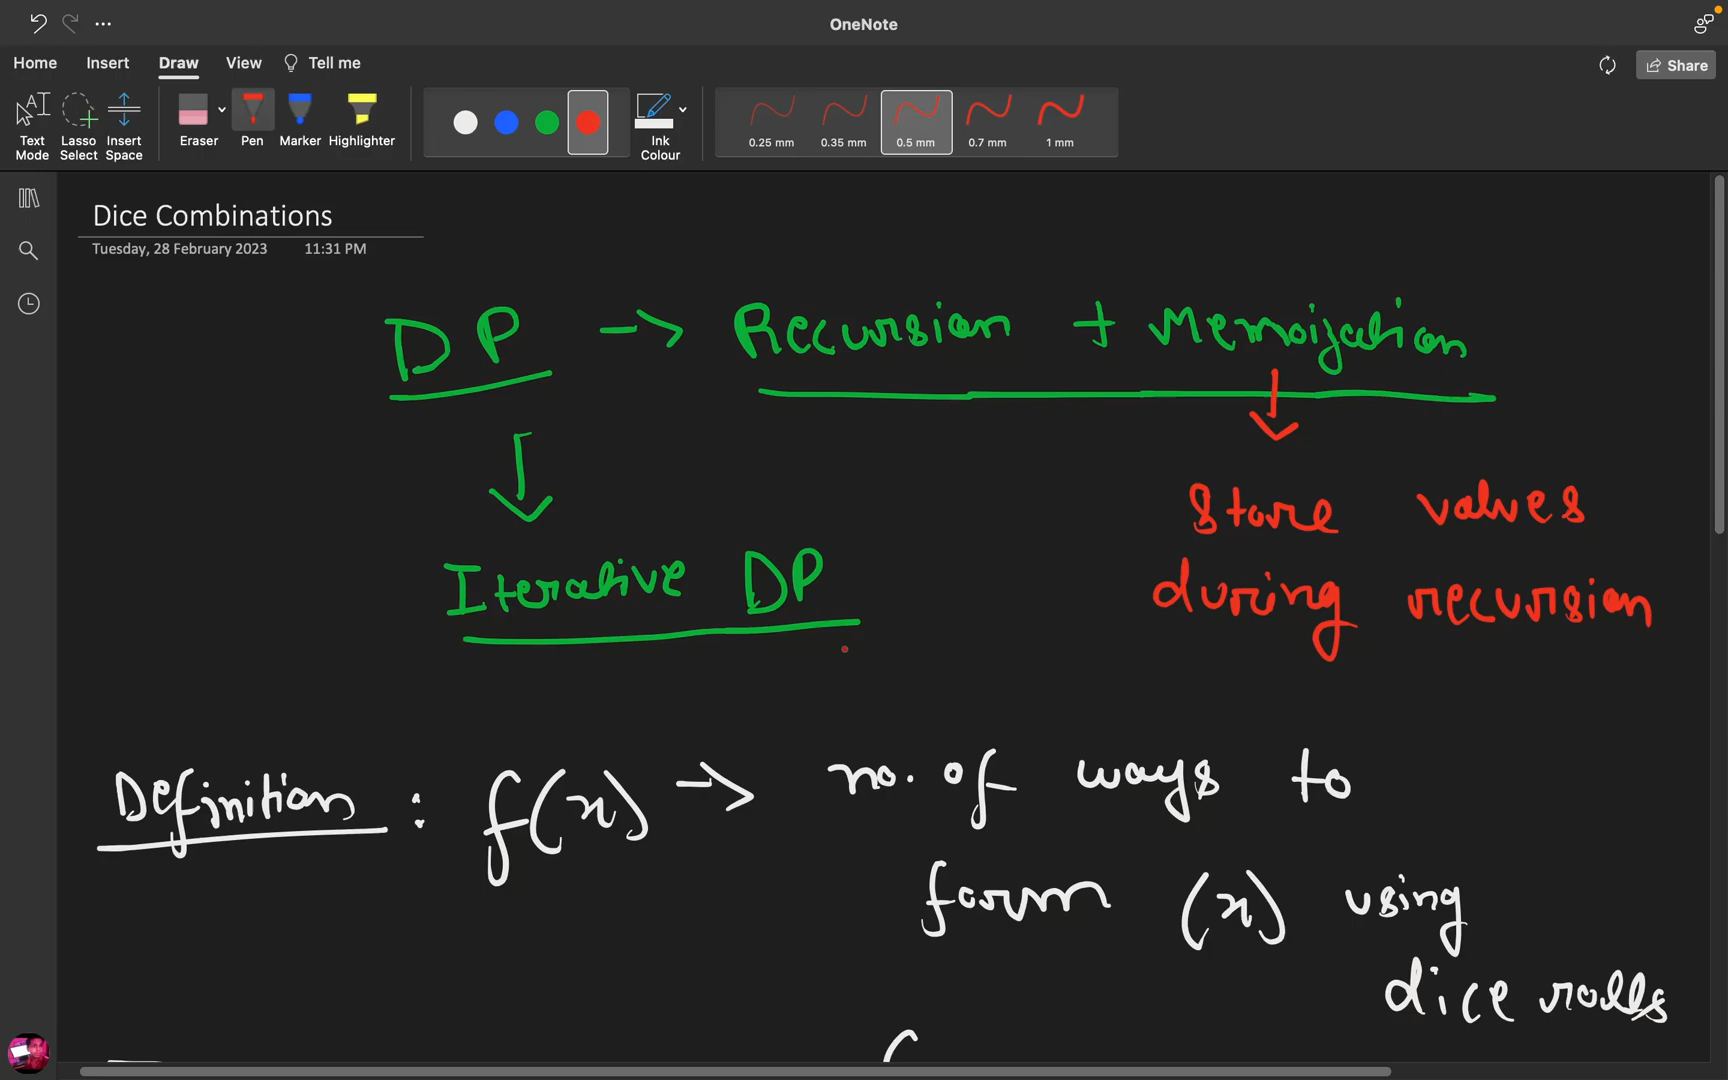 OneNote
Home Insert Draw View Tell me
Share
Text Mode
Lasso Select
Insert Space
Eraser
Pen
Marker
Highlighter
Ink Colour
0.25 mm 0.35 mm 0.5 mm 0.7 mm 1 mm
Dice Combinations
Tuesday, 28 February 2023 11:31 PM
DP -> Recursion + Memoization
Store values
during recursion
Iterative DP
Definition : f(x) -> no. of ways to
form (x) using
dice rolls